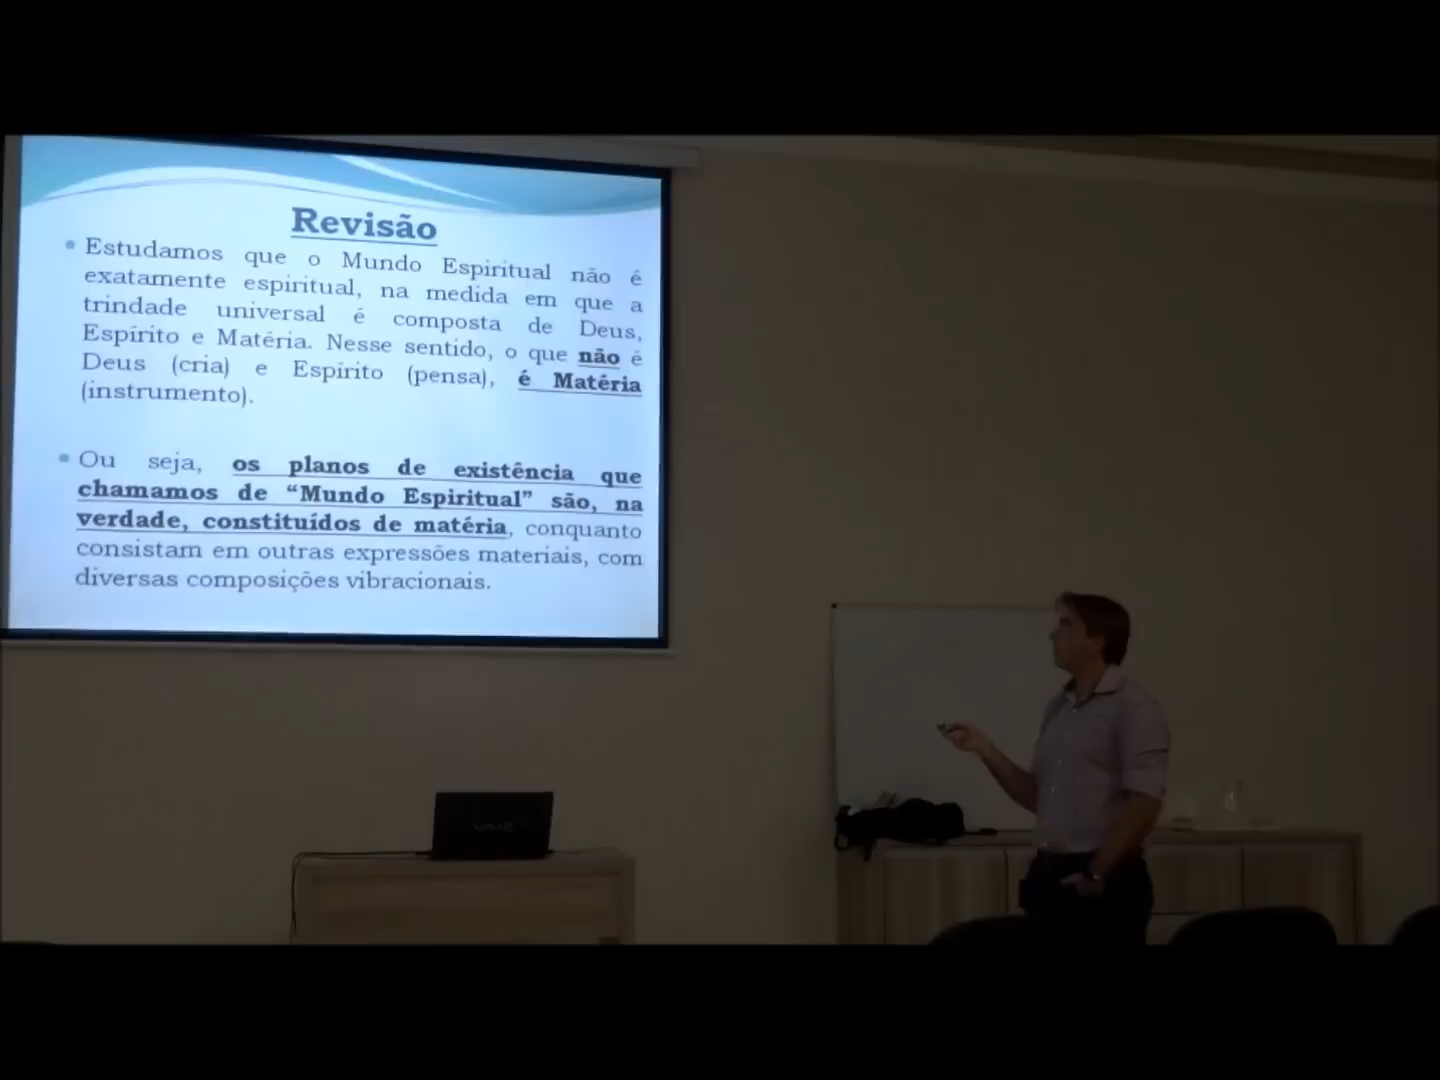 Revisão
Estudamos que o Mundo Espiritual não é
exatamente espiritual, na medida em que a
trindade universal é composta de Deus,
Espírito e Matéria. Nesse sentido, o que não é
Deus (cria) e Espírito (pensa), é Matéria
(instrumento).
Ou seja, os planos de existência que
chamamos de “Mundo Espiritual” são, na
verdade, constituídos de matéria, conquanto
consistam em outras expressões materiais, com
diversas composições vibracionais.
VAIO